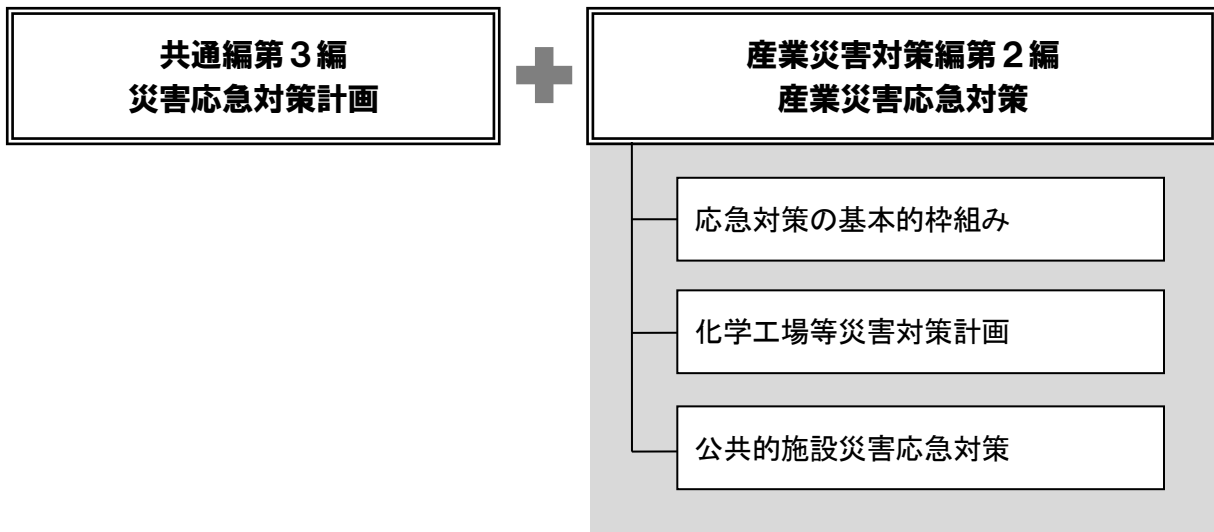 共通編第３編
災害応急対策計画
産業災害対策編第２編
産業災害応急対策
応急対策の基本的枠組み
化学工場等災害対策計画
公共的施設災害応急対策